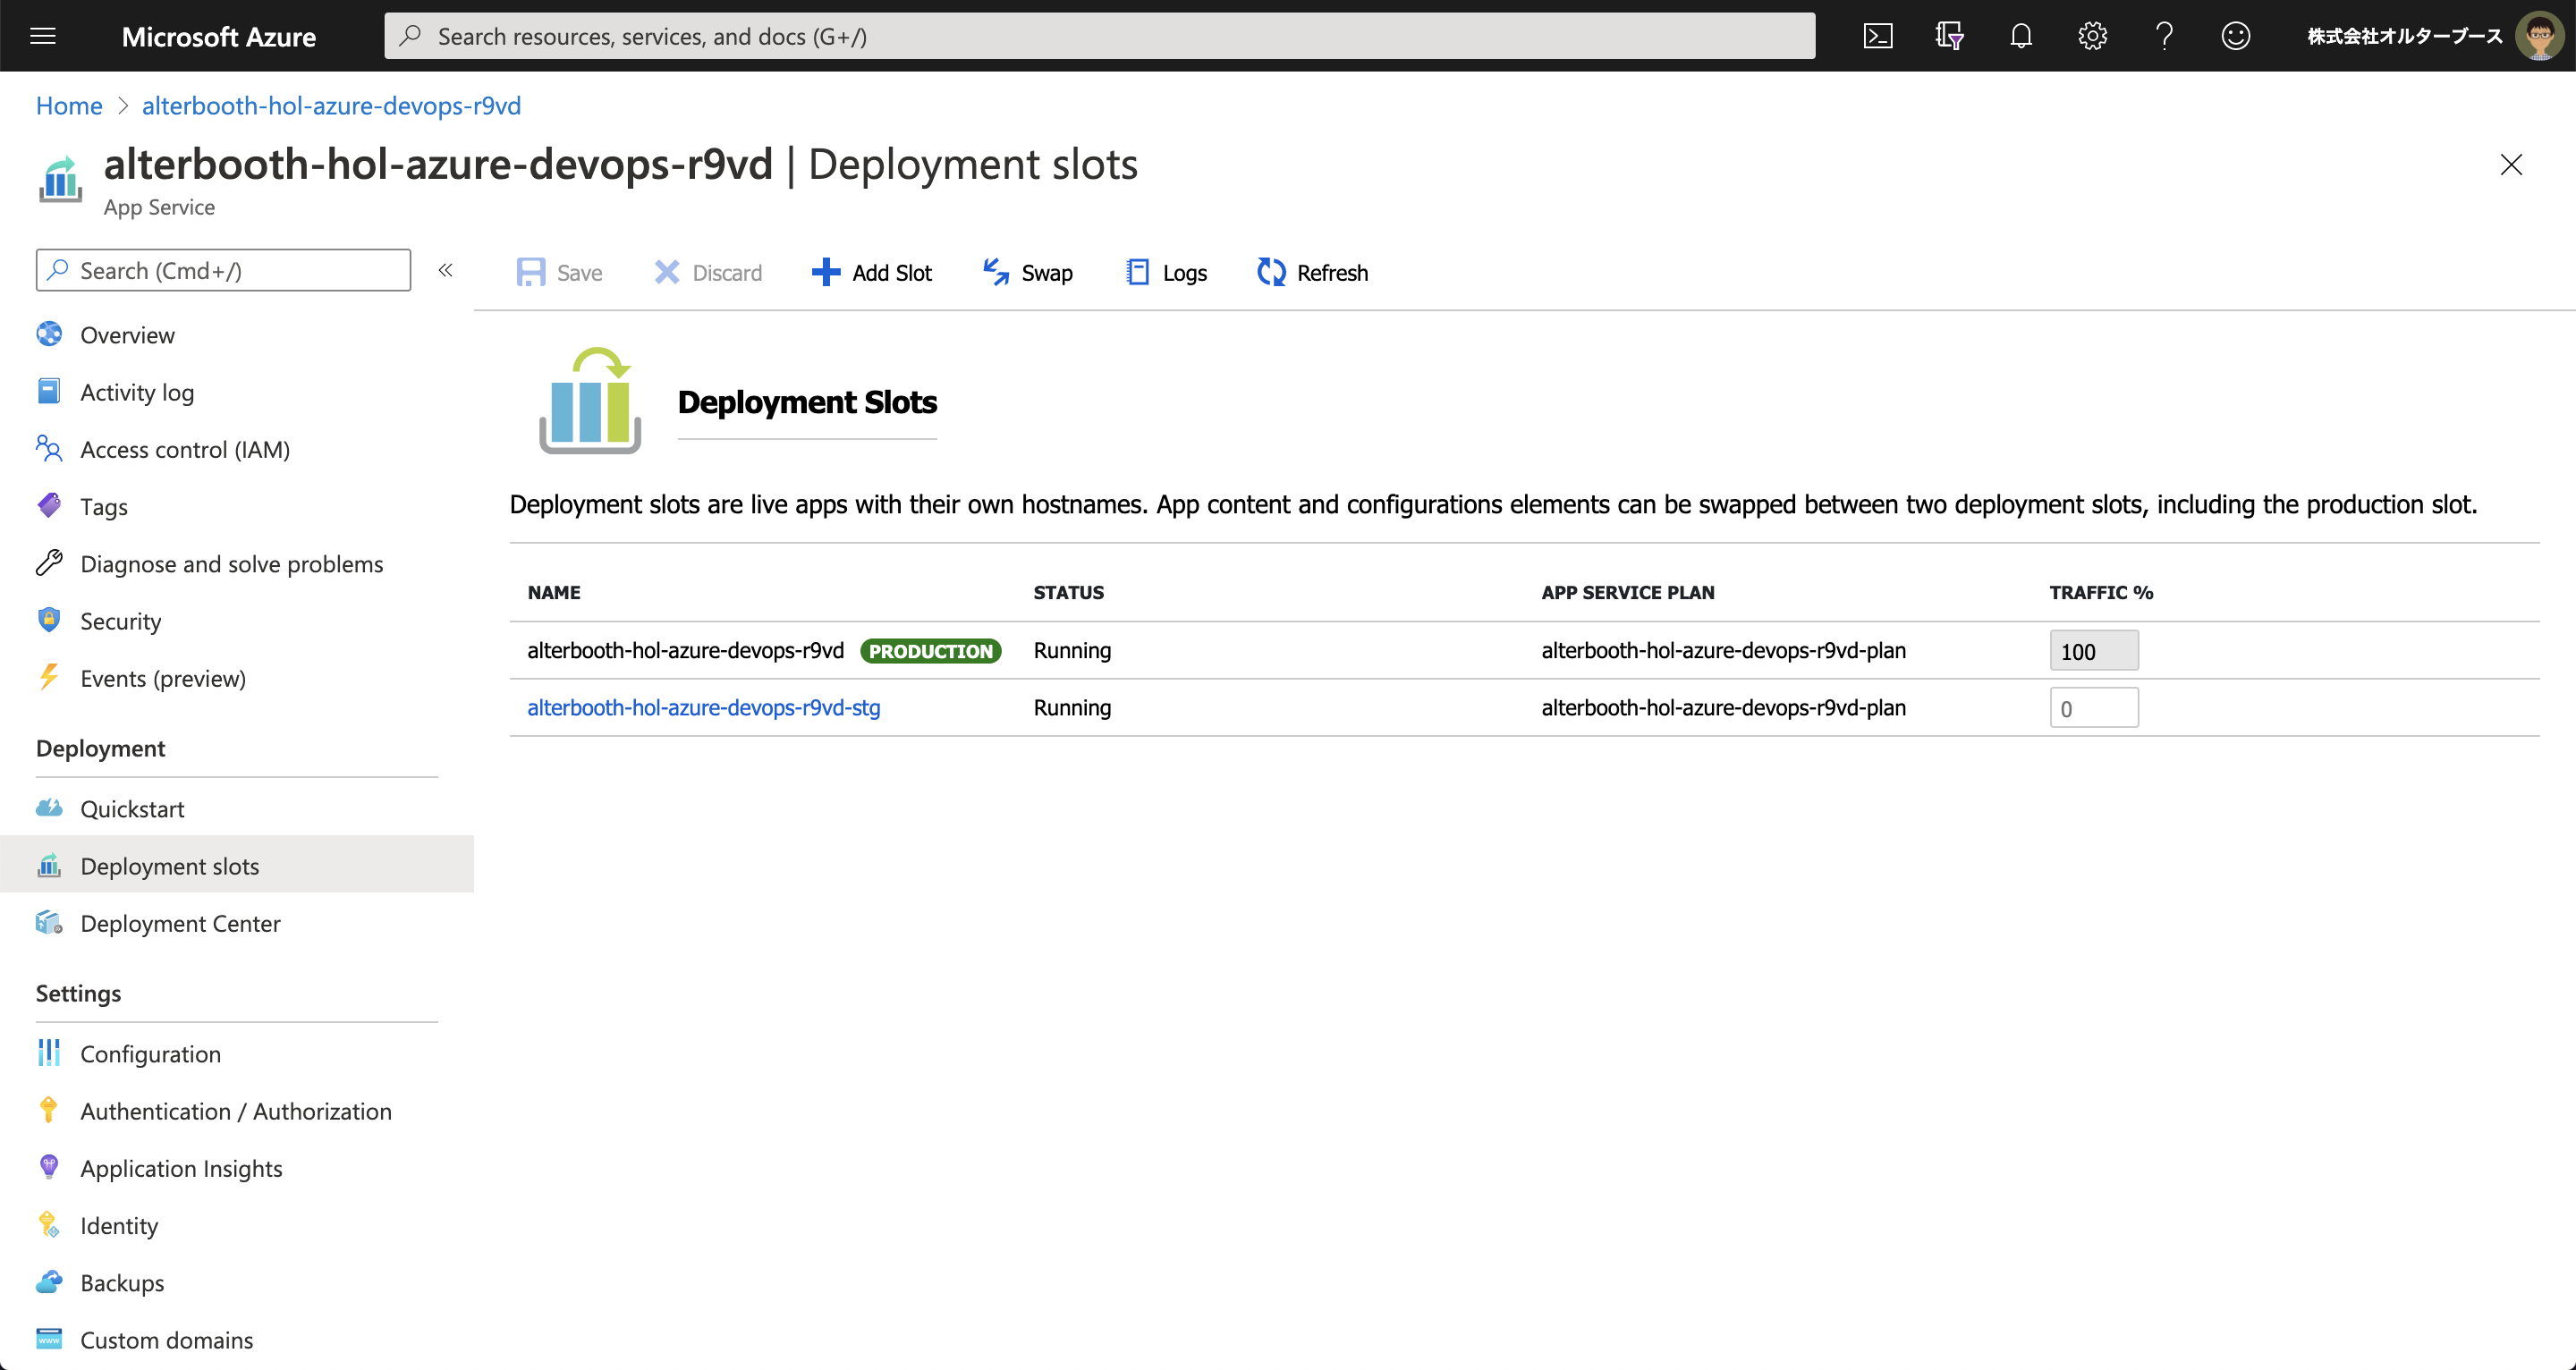 Microsoft Azure
Search resources, services, and docs (G+/)
株式会社オルターブース
Home > alterbooth-hol-azure-devops-r9vd
alterbooth-hol-azure-devops-r9vd | Deployment slots
App Service
Search (Cmd+/)
«
Save
Discard
Add Slot
Swap
Logs
Refresh
Overview
Activity log
Access control (IAM)
Tags
Diagnose and solve problems
Security
Events (preview)
Deployment
Quickstart
Deployment slots
Deployment Center
Settings
Configuration
Authentication / Authorization
Application Insights
Identity
Backups
Custom domains
Deployment Slots
Deployment slots are live apps with their own hostnames. App content and configurations elements can be swapped between two deployment slots, including the production slot.
NAME STATUS APP SERVICE PLAN TRAFFIC %
alterbooth-hol-azure-devops-r9vd PRODUCTION Running alterbooth-hol-azure-devops-r9vd-plan 100
alterbooth-hol-azure-devops-r9vd-stg Running alterbooth-hol-azure-devops-r9vd-plan 0